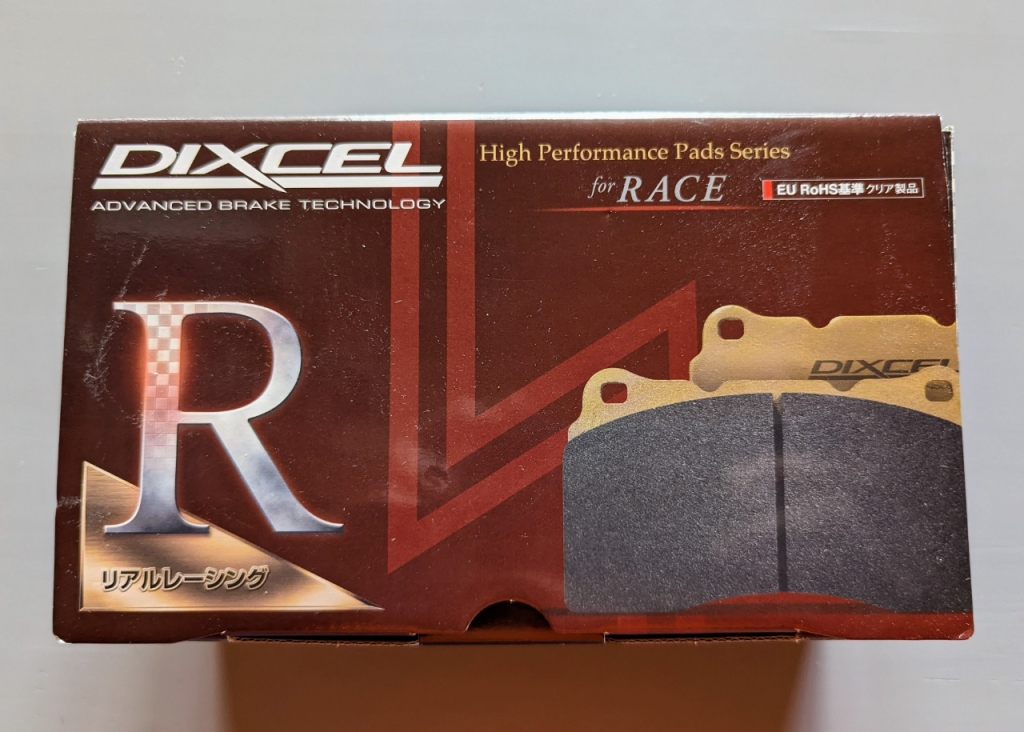 DIXCEL
ADVANCED BRAKE TECHNOLOGY
High Performance Pads Series
for RACE
EU RoHS基準クリア製品
R
リアルレーシング
DIXCEL